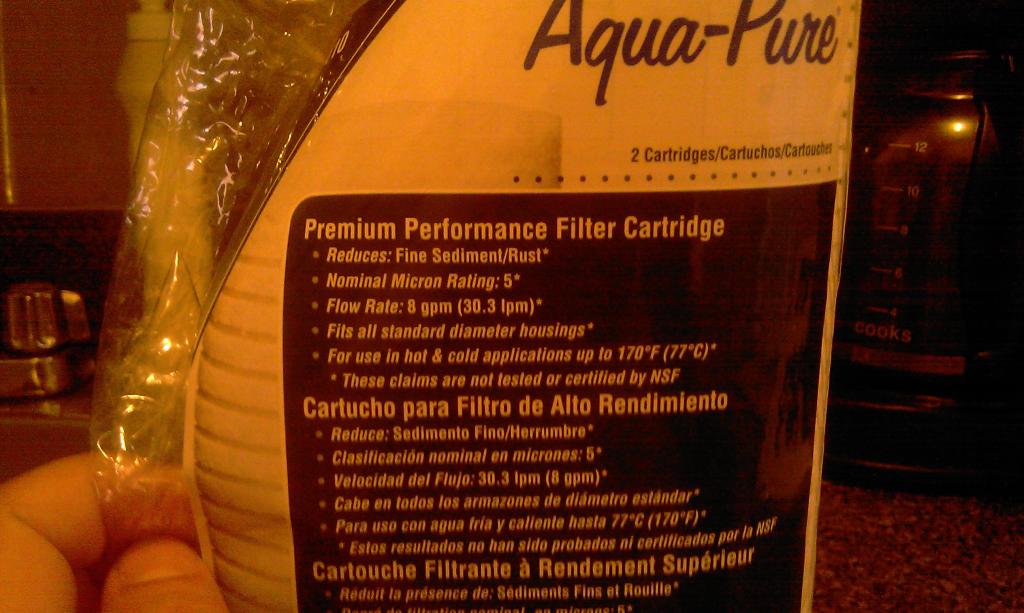 Aqua-Pure
2 Cartridges/Cartuchos/Cartouches
Premium Performance Filter Cartridge
• Reduces: Fine Sediment/Rust*
• Nominal Micron Rating: 5*
• Flow Rate: 8 gpm (30.3 lpm)*
• Fits all standard diameter housings*
• For use in hot & cold applications up to 170°F (77°C)*
* These claims are not tested or certified by NSF
Cartucho para Filtro de Alto Rendimiento
• Reduce: Sedimento Fino/Herrumbre*
• Clasificación nominal en micrones: 5*
• Velocidad del Flujo: 30.3 lpm (8 gpm)*
• Cabe en todos los armazones de diámetro estándar*
• Para uso con agua fría y caliente hasta 77°C (170°F)*
* Estos resultados no han sido probados ni certificados por la NSF
Cartouche Filtrante à Rendement Supérieur
• Réduit la présence de: Sédiments Fins et Rouille*
filtration nominal en microns: 5*
12
10
8
6
4
cooks